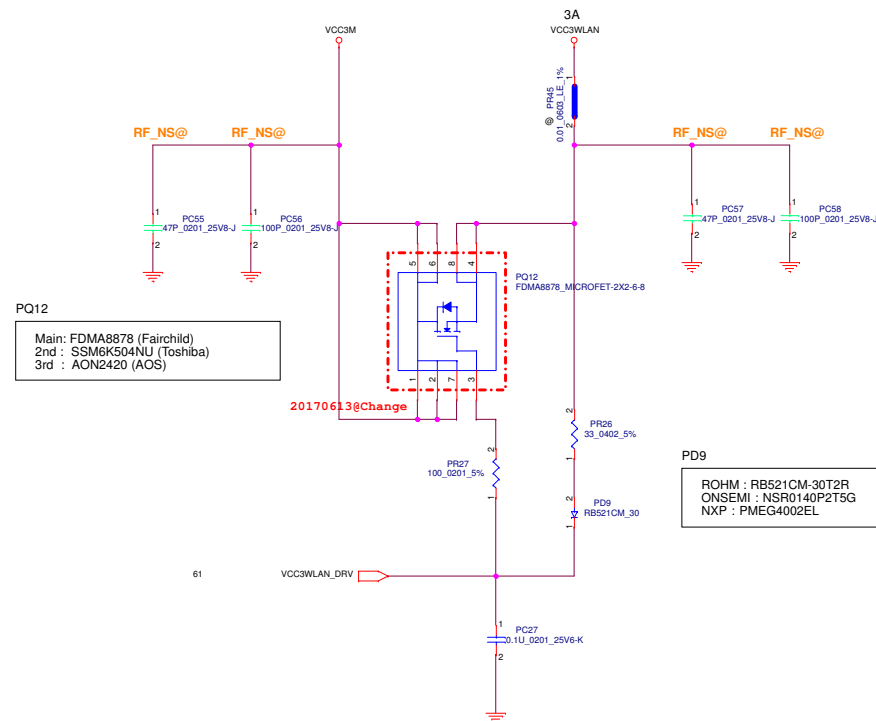 3A
VCC3M
VCC3WLAN
1
PR45
@
0.01_0603_LE_1%
2
RF_NS@ RF_NS@
RF_NS@ RF_NS@
1
PC55
47P_0201_25V8-J
2
1
PC56
100P_0201_25V8-J
2
1
PC57
47P_0201_25V8-J
2
1
PC58
100P_0201_25V8-J
2
5 6 8 4
PQ12
FDMA8878_MICROFET-2X2-6-8
1 2 7 3
20170613@Change
PQ12
Main: FDMA8878 (Fairchild)
2nd : SSM6K504NU (Toshiba)
3rd : AON2420 (AOS)
2
PR26
33_0402_5%
1
2
PR27
100_0201_5%
1
2
PD9
RB521CM_30
1
PD9
ROHM : RB521CM-30T2R
ONSEMI : NSR0140P2T5G
NXP : PMEG4002EL
61
VCC3WLAN_DRV
1
PC27
0.1U_0201_25V6-K
2